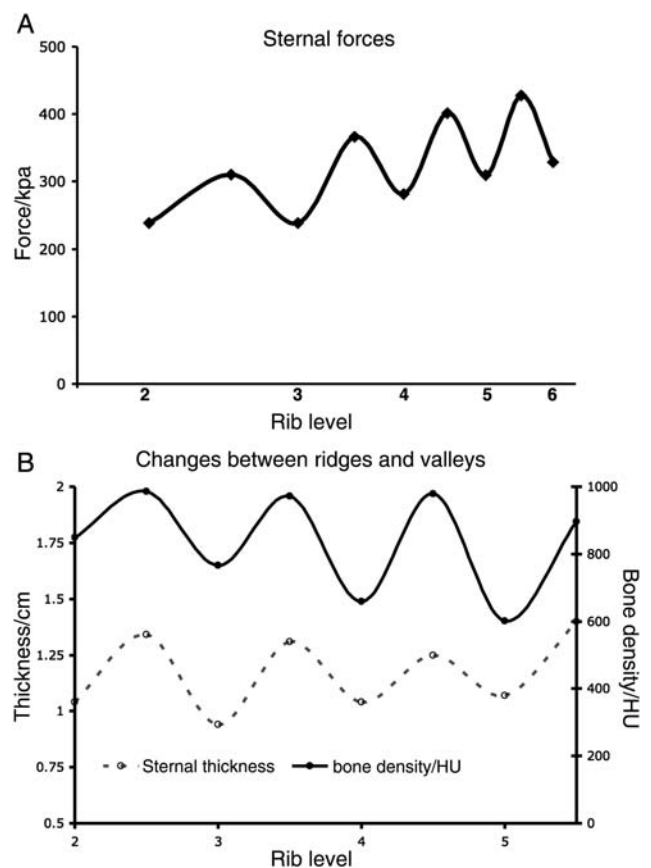 A
Sternal forces
500
400
300
200
100
0
Force/kpa
2 3 4 5 6
Rib level
B
Changes between ridges and valleys
2
1.75
1.5
1.25
1
0.75
0.5
Thickness/cm
1000
800
600
400
200
0
Bone density/HU
Sternal thickness bone density/HU
2 3 4 5
Rib level